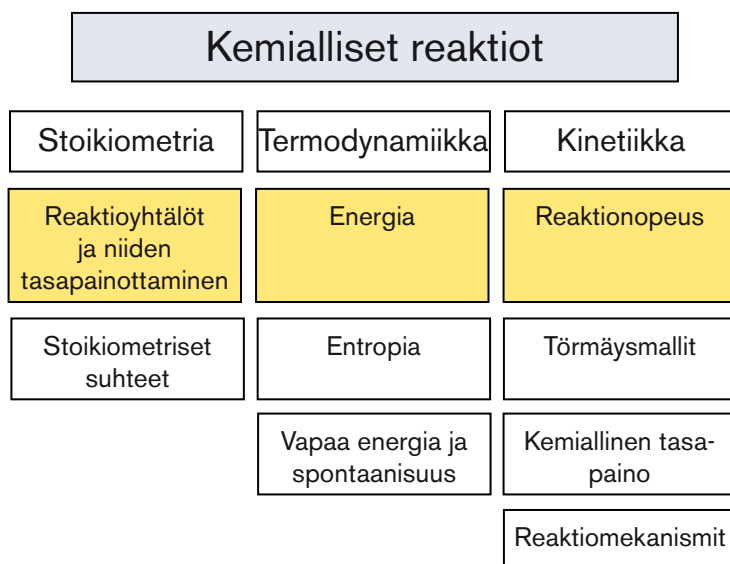 Kemialliset reaktiot
Stoikiometria
Termodynamiikka
Kinetiikka
Reaktioyhtälöt
ja niiden
tasapainottaminen
Energia
Reaktionopeus
Stoikiometriset
suhteet
Entropia
Törmäysmallit
Vapaa energia ja
spontaanisuus
Kemiallinen tasa-
paino
Reaktiomekanismit